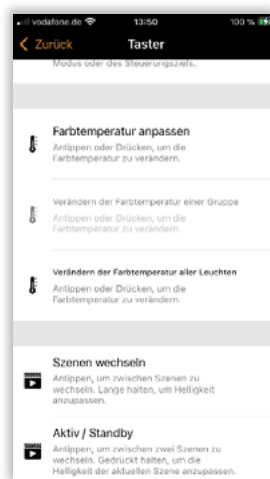 vodafone.de 13:50 100 %
Zurück Taster
Modus oder des Steuerungsziels.
Farbtemperatur anpassen
Antippen oder Drücken, um die
Farbtemperatur zu verändern.
Verändern der Farbtemperatur einer Gruppe
Antippen oder Drücken, um die
Farbtemperatur zu verändern.
Verändern der Farbtemperatur aller Leuchten
Antippen oder Drücken, um die
Farbtemperatur zu verändern.
Szenen wechseln
Antippen, um zwischen Szenen zu
wechseln. Lange halten, um Helligkeit
anzupassen.
Aktiv / Standby
Antippen, um zwischen zwei Szenen zu
wechseln. Gedrückt halten, um die
Helligkeit der aktuellen Szene anzupassen.